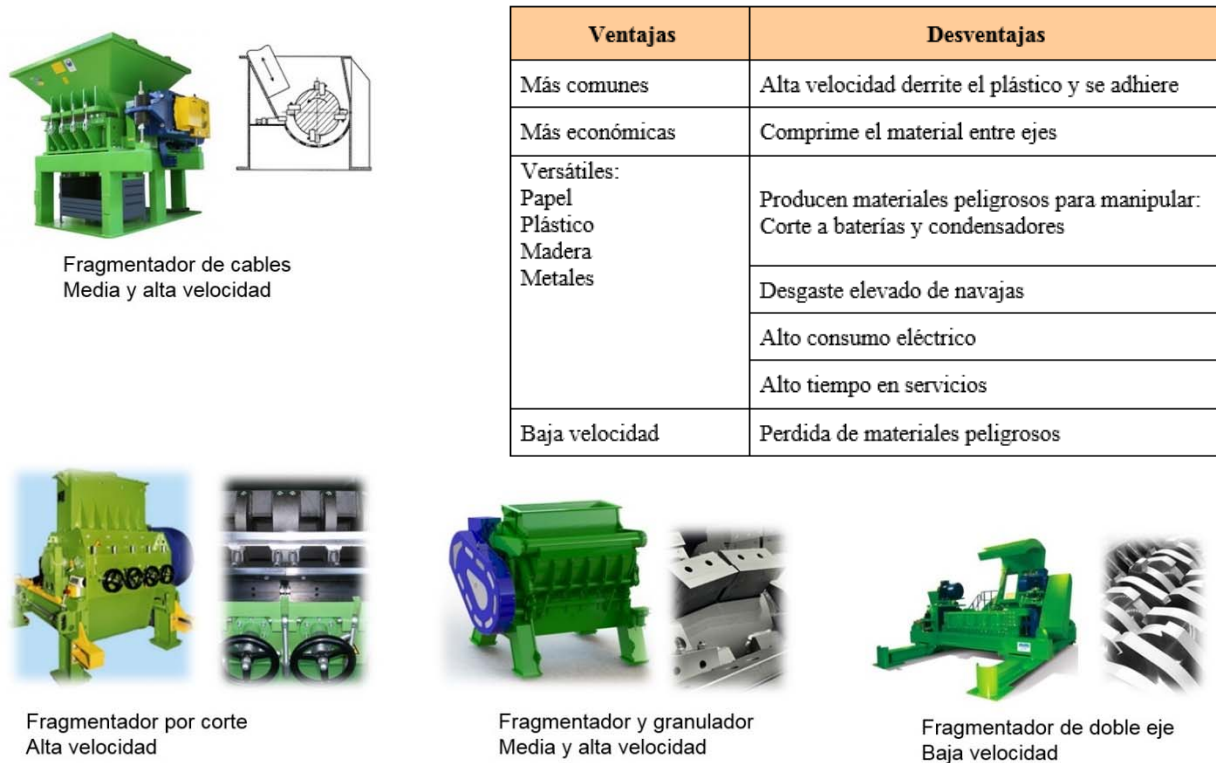 Ventajas
Desventajas
Más comunes
Alta velocidad derrite el plástico y se adhiere
Más económicas
Comprime el material entre ejes
Versátiles:
Papel
Plástico
Madera
Metales
Producen materiales peligrosos para manipular:
Corte a baterías y condensadores
Desgaste elevado de navajas
Alto consumo eléctrico
Alto tiempo en servicios
Baja velocidad
Perdida de materiales peligrosos
Fragmentador de cables
Media y alta velocidad
Fragmentador por corte
Alta velocidad
Fragmentador y granulador
Media y alta velocidad
Fragmentador de doble eje
Baja velocidad